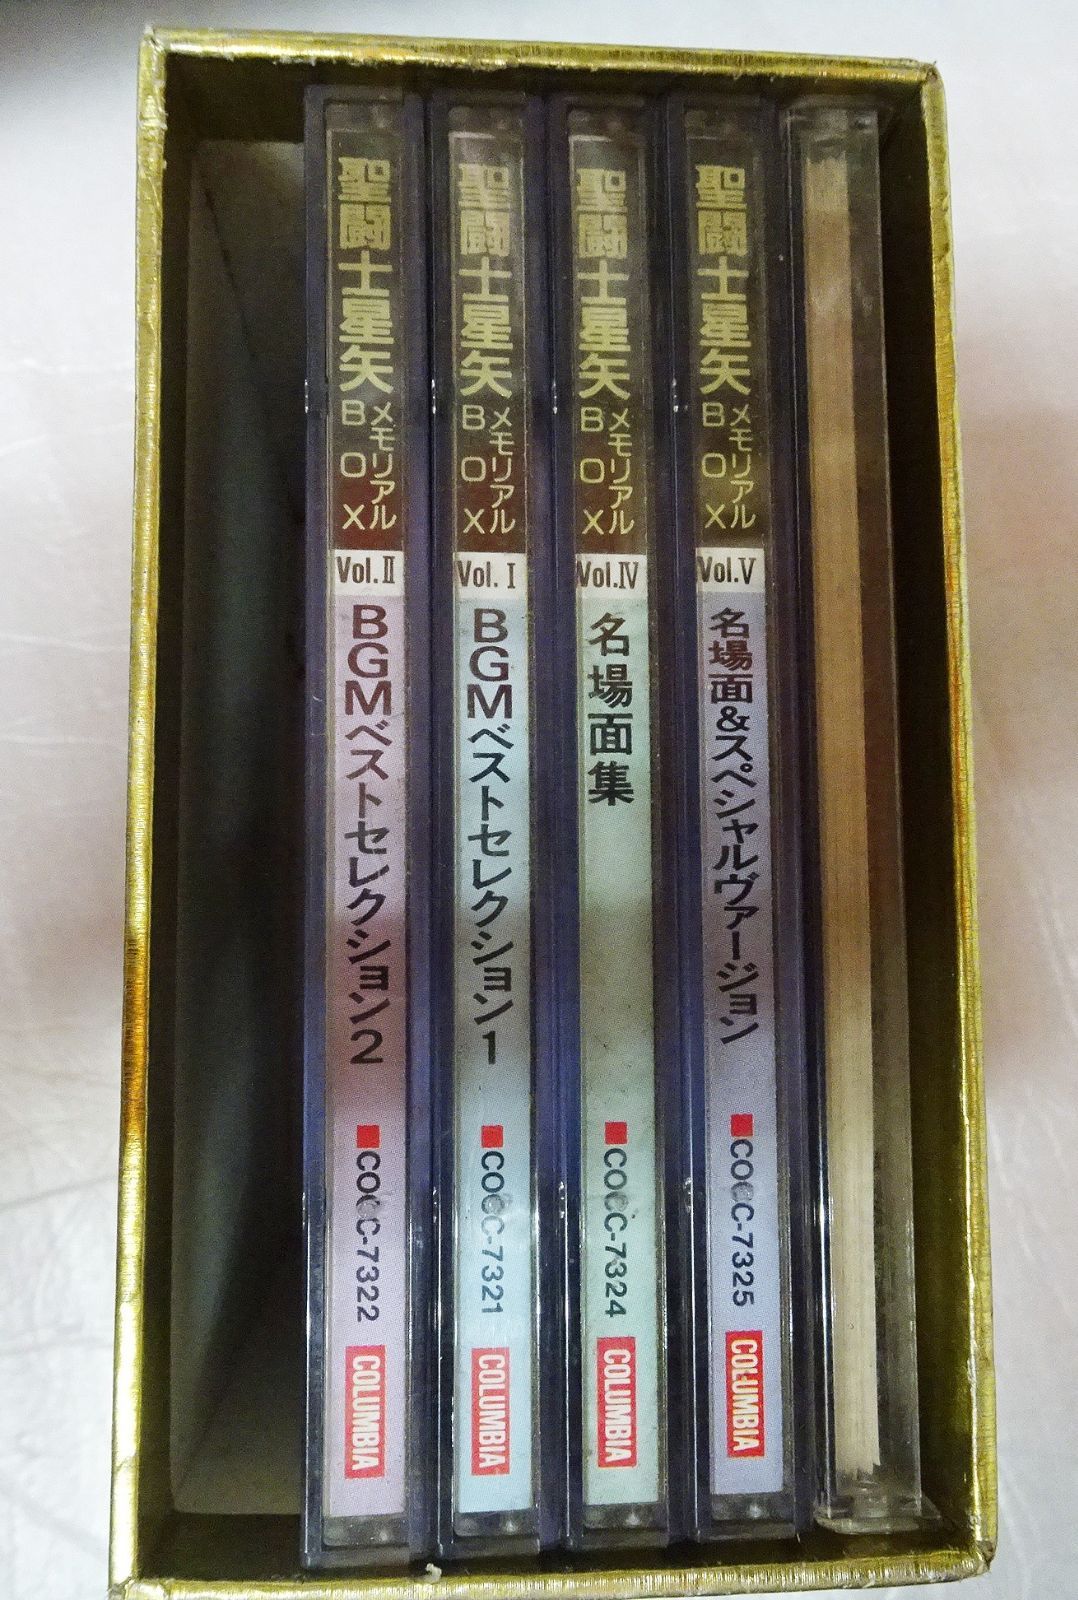 聖闘士星矢
メモリアル
BOX
Vol.Ⅱ
BGMベストセレクション2
■COCC-7322
COLUMBIA
聖闘士星矢
メモリアル
BOX
Vol.Ⅰ
BGMベストセレクション1
■COCC-7321
COLUMBIA
聖闘士星矢
メモリアル
BOX
Vol.Ⅳ
名場面集
■COCC-7324
COLUMBIA
聖闘士星矢
メモリアル
BOX
Vol.Ⅴ
名場面&スペシャルヴァージョン
■COCC-7325
COLUMBIA